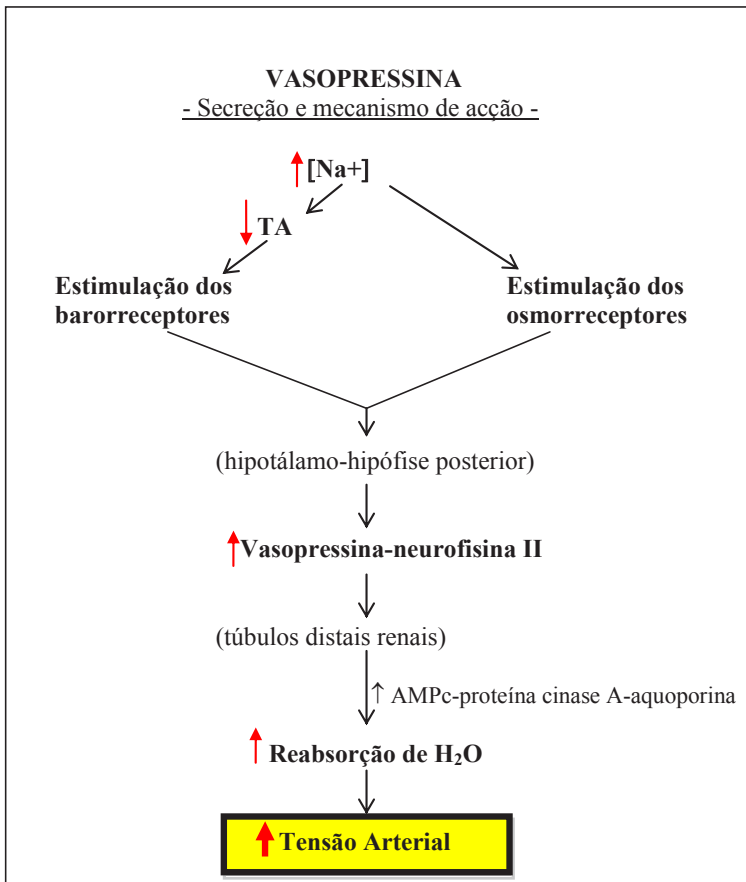 VASOPRESSINA
- Secreção e mecanismo de acção -
[Na+]
TA
Estimulação dos
barorreceptores
Estimulação dos
osmorreceptores
(hipotálamo-hipófise posterior)
Vasopressina-neurofisina II
(túbulos distais renais)
↑ AMPc-proteína cinase A-aquoporina
Reabsorção de H₂O
Tensão Arterial